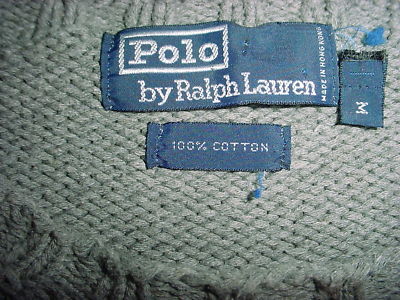 Polo
by Ralph Lauren
MADE IN HONG KONG
M
100% COTTON